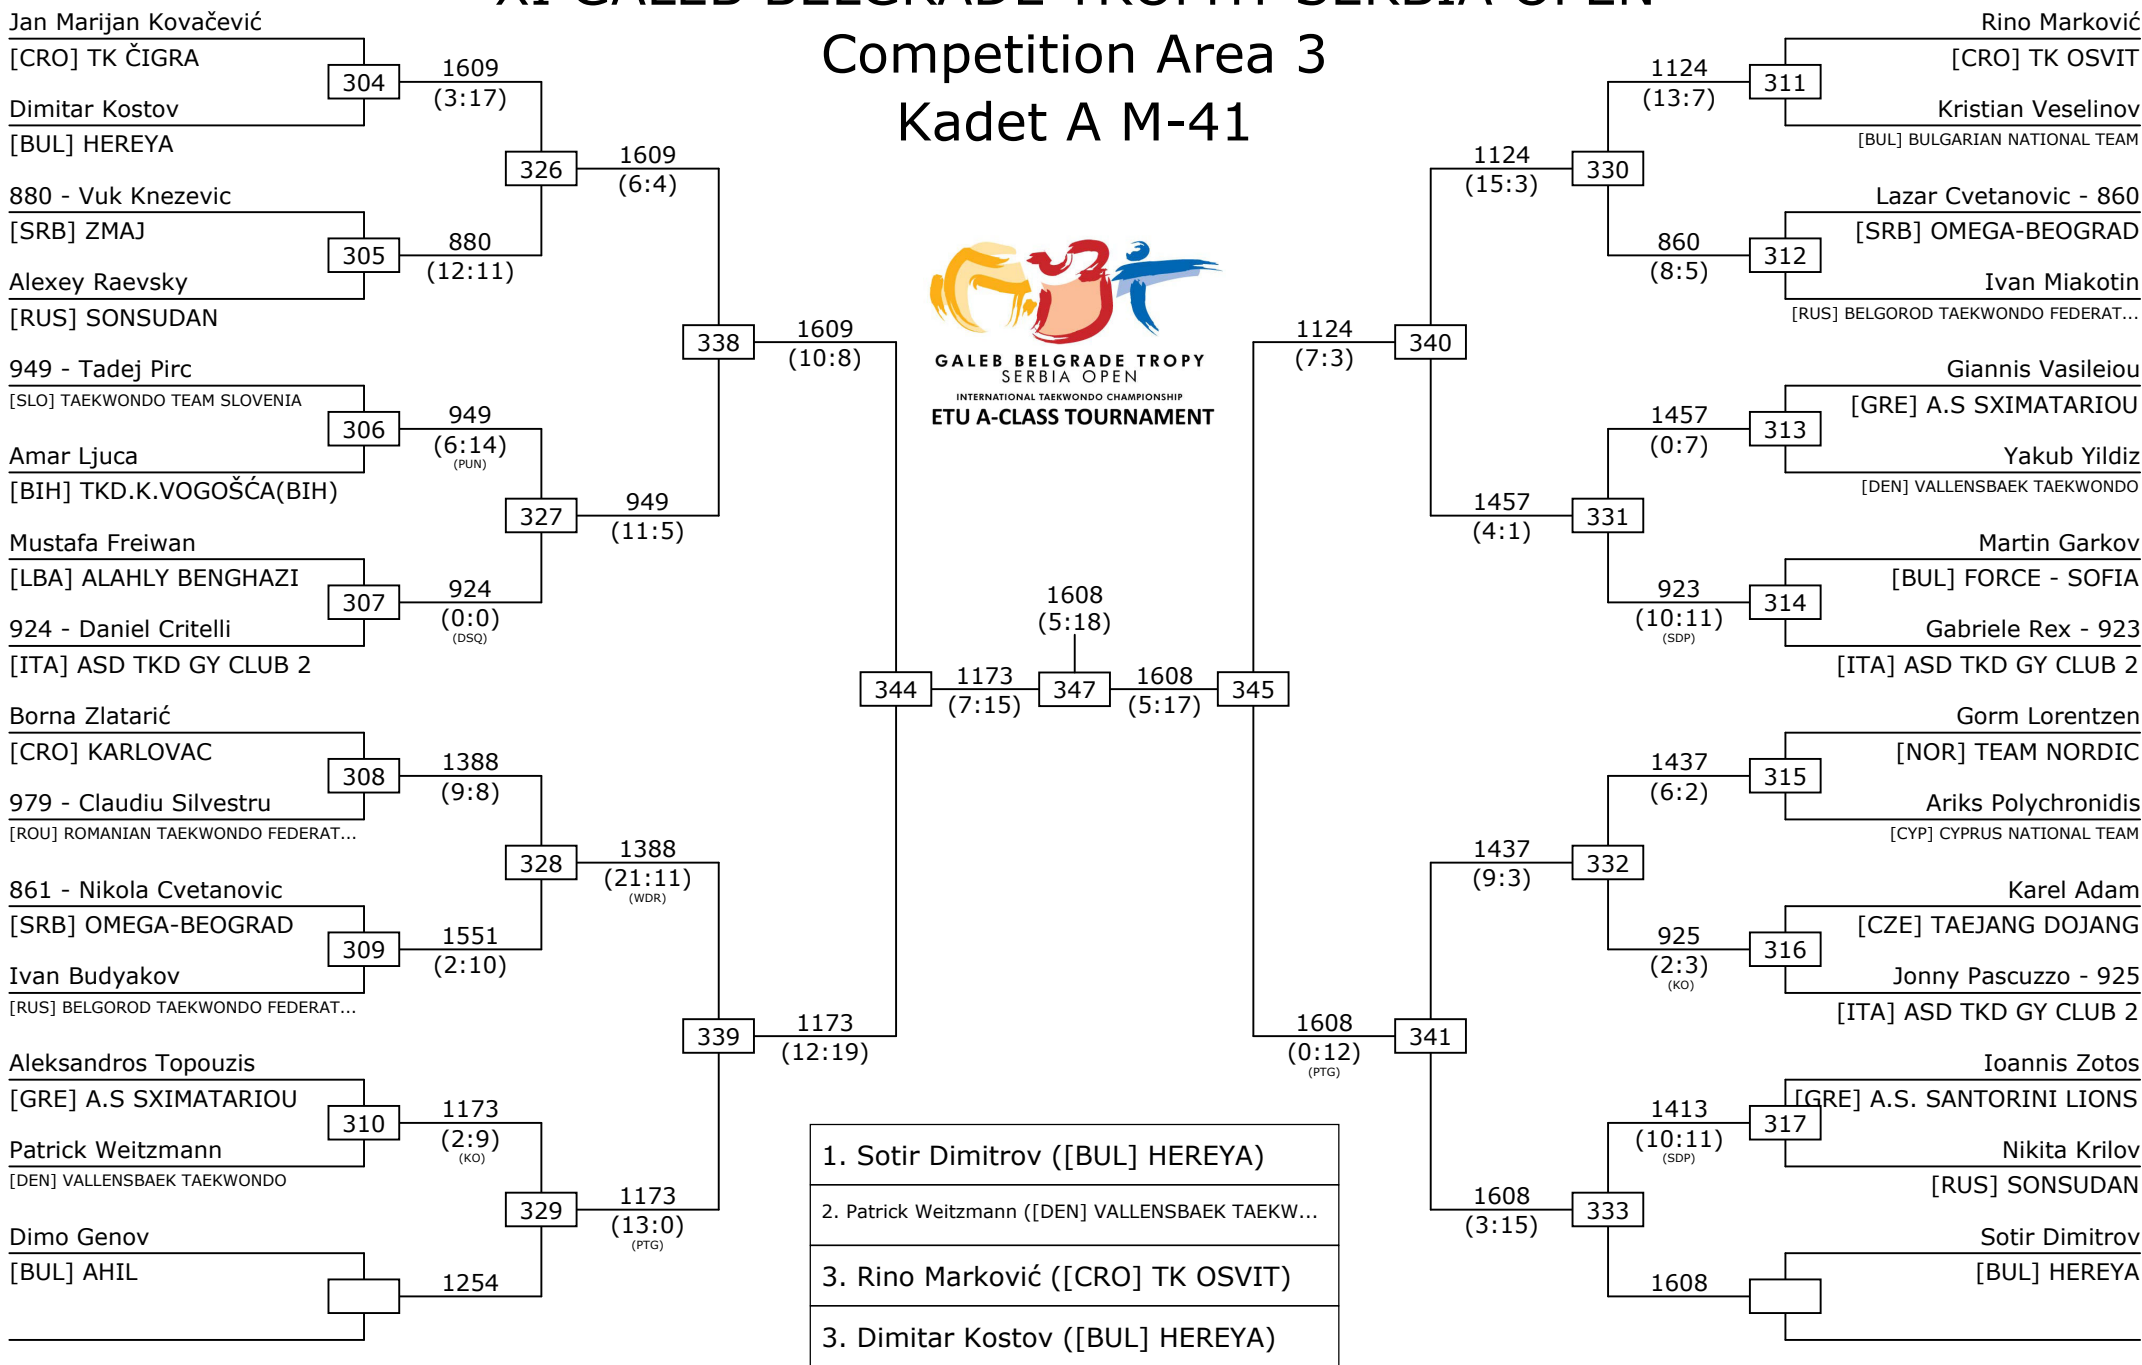 XI GALEB BELGRADE TROPHY SERBIA OPEN
Competition Area 3
Kadet A M-41
Jan Marijan Kovačević
[CRO] TK ČIGRA
304
1609
(3:17)
Dimitar Kostov
[BUL] HEREYA
326
1609
(6:4)
880 - Vuk Knezevic
[SRB] ZMAJ
305
880
(12:11)
Alexey Raevsky
[RUS] SONSUDAN
338
1609
(10:8)
949 - Tadej Pirc
[SLO] TAEKWONDO TEAM SLOVENIA
306
949
(6:14)
(PUN)
Amar Ljuca
[BIH] TKD.K.VOGOŠĆA(BIH)
327
949
(11:5)
Mustafa Freiwan
[LBA] ALAHLY BENGHAZI
307
924
(0:0)
(DSQ)
924 - Daniel Critelli
[ITA] ASD TKD GY CLUB 2
344
1173
(7:15)
Borna Zlatarić
[CRO] KARLOVAC
308
1388
(9:8)
979 - Claudiu Silvestru
[ROU] ROMANIAN TAEKWONDO FEDERAT...
328
1388
(21:11)
(WDR)
861 - Nikola Cvetanovic
[SRB] OMEGA-BEOGRAD
309
1551
(2:10)
Ivan Budyakov
[RUS] BELGOROD TAEKWONDO FEDERAT...
339
1173
(12:19)
Aleksandros Topouzis
[GRE] A.S SXIMATARIOU
310
1173
(2:9)
(KO)
Patrick Weitzmann
[DEN] VALLENSBAEK TAEKWONDO
329
1173
(13:0)
(PTG)
Dimo Genov
[BUL] AHIL
1254
GALEB BELGRADE TROPY
SERBIA OPEN
INTERNATIONAL TAEKWONDO CHAMPIONSHIP
ETU A-CLASS TOURNAMENT
1608
(5:18)
347
1608
(5:17)
345
Rino Marković
[CRO] TK OSVIT
1124
(13:7)
311
Kristian Veselinov
[BUL] BULGARIAN NATIONAL TEAM
1124
(15:3)
330
Lazar Cvetanovic - 860
[SRB] OMEGA-BEOGRAD
860
(8:5)
312
Ivan Miakotin
[RUS] BELGOROD TAEKWONDO FEDERAT...
1124
(7:3)
340
Giannis Vasileiou
[GRE] A.S SXIMATARIOU
1457
(0:7)
313
Yakub Yildiz
[DEN] VALLENSBAEK TAEKWONDO
1457
(4:1)
331
Martin Garkov
[BUL] FORCE - SOFIA
923
(10:11)
(SDP)
314
Gabriele Rex - 923
[ITA] ASD TKD GY CLUB 2
Gorm Lorentzen
[NOR] TEAM NORDIC
1437
(6:2)
315
Ariks Polychronidis
[CYP] CYPRUS NATIONAL TEAM
1437
(9:3)
332
Karel Adam
[CZE] TAEJANG DOJANG
925
(2:3)
(KO)
316
Jonny Pascuzzo - 925
[ITA] ASD TKD GY CLUB 2
1608
(0:12)
(PTG)
341
Ioannis Zotos
[GRE] A.S. SANTORINI LIONS
1413
(10:11)
(SDP)
317
Nikita Krilov
[RUS] SONSUDAN
1608
(3:15)
333
Sotir Dimitrov
[BUL] HEREYA
1608
1. Sotir Dimitrov ([BUL] HEREYA)
2. Patrick Weitzmann ([DEN] VALLENSBAEK TAEKW...
3. Rino Marković ([CRO] TK OSVIT)
3. Dimitar Kostov ([BUL] HEREYA)